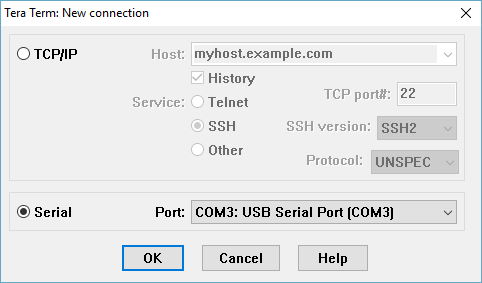 Tera Term: New connection
TCP/IP
Host: myhost.example.com
History
Service: Telnet
TCP port#: 22
SSH
SSH version: SSH2
Other
Protocol: UNSPEC
Serial
Port: COM3: USB Serial Port (COM3)
OK Cancel Help